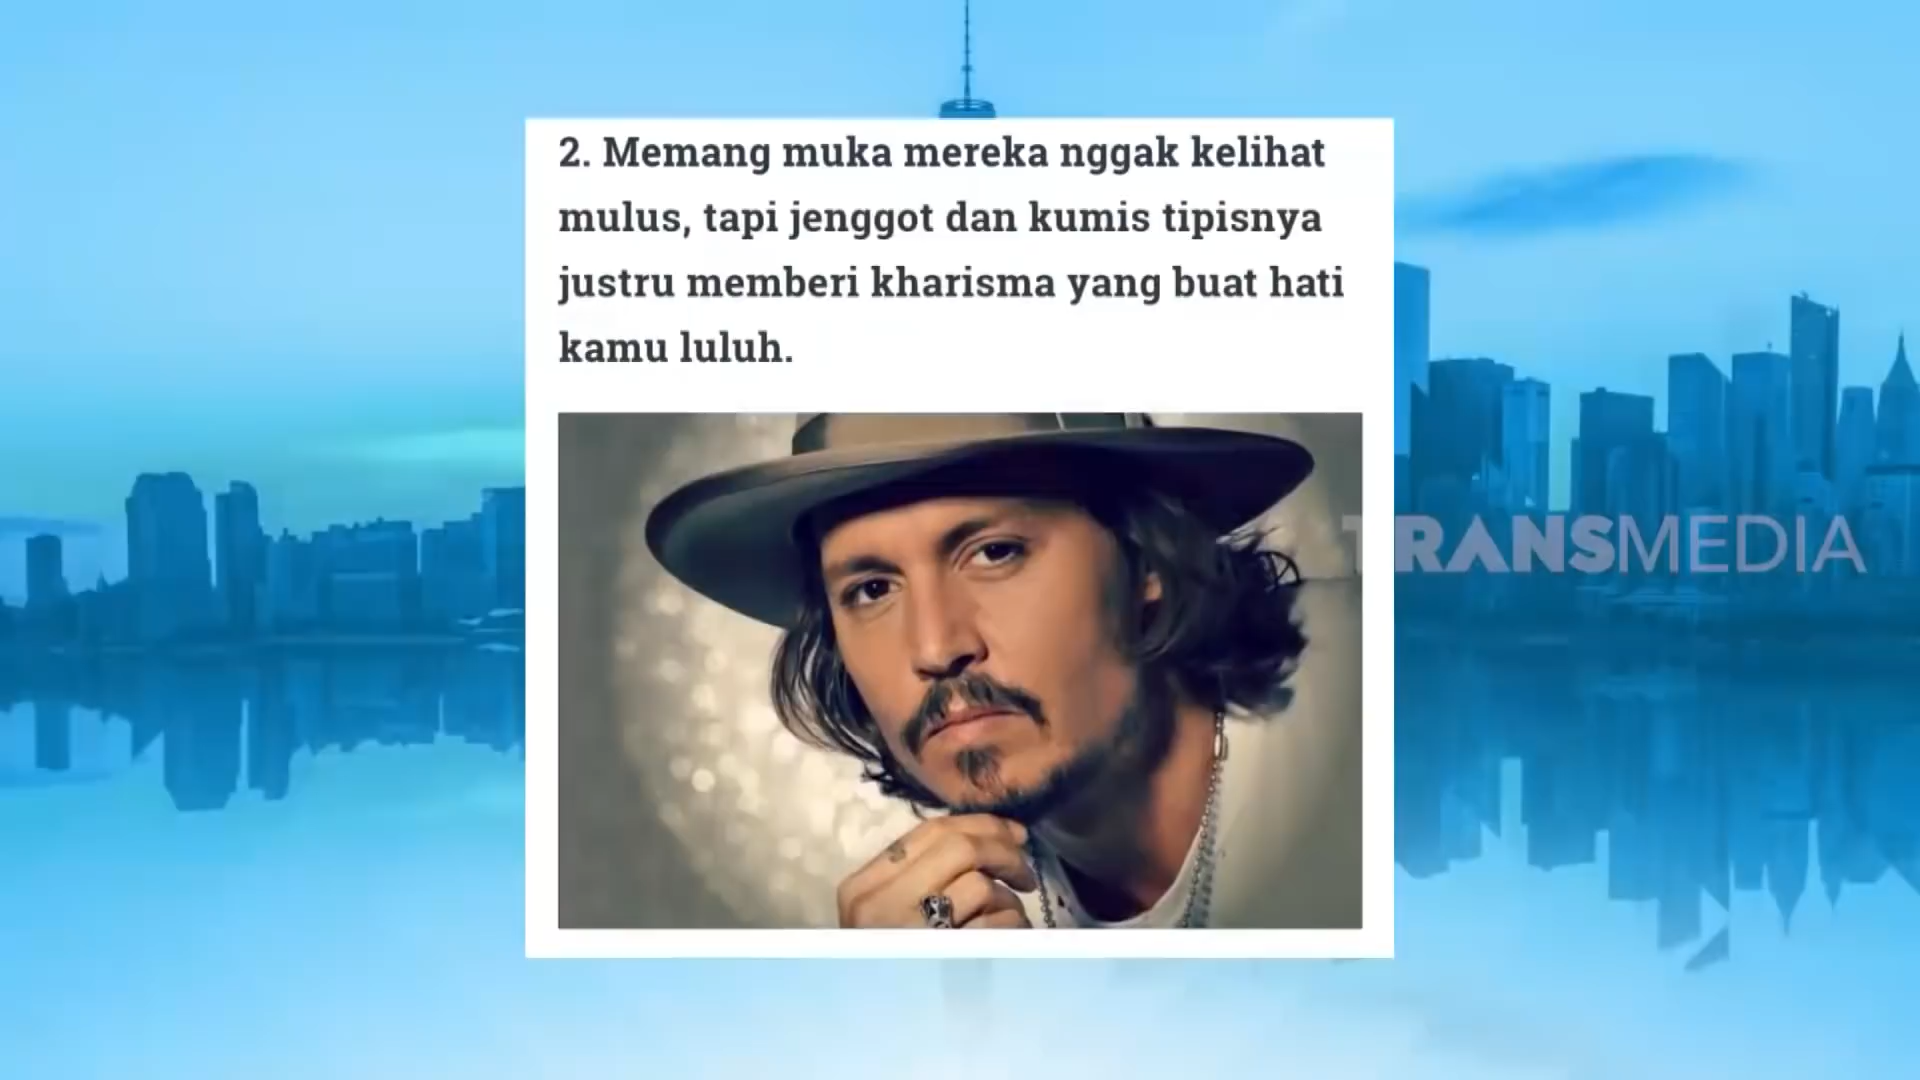 2. Memang muka mereka nggak kelihat
mulus, tapi jenggot dan kumis tipisnya
justru memberi kharisma yang buat hati
kamu luluh.
TRANSMEDIA